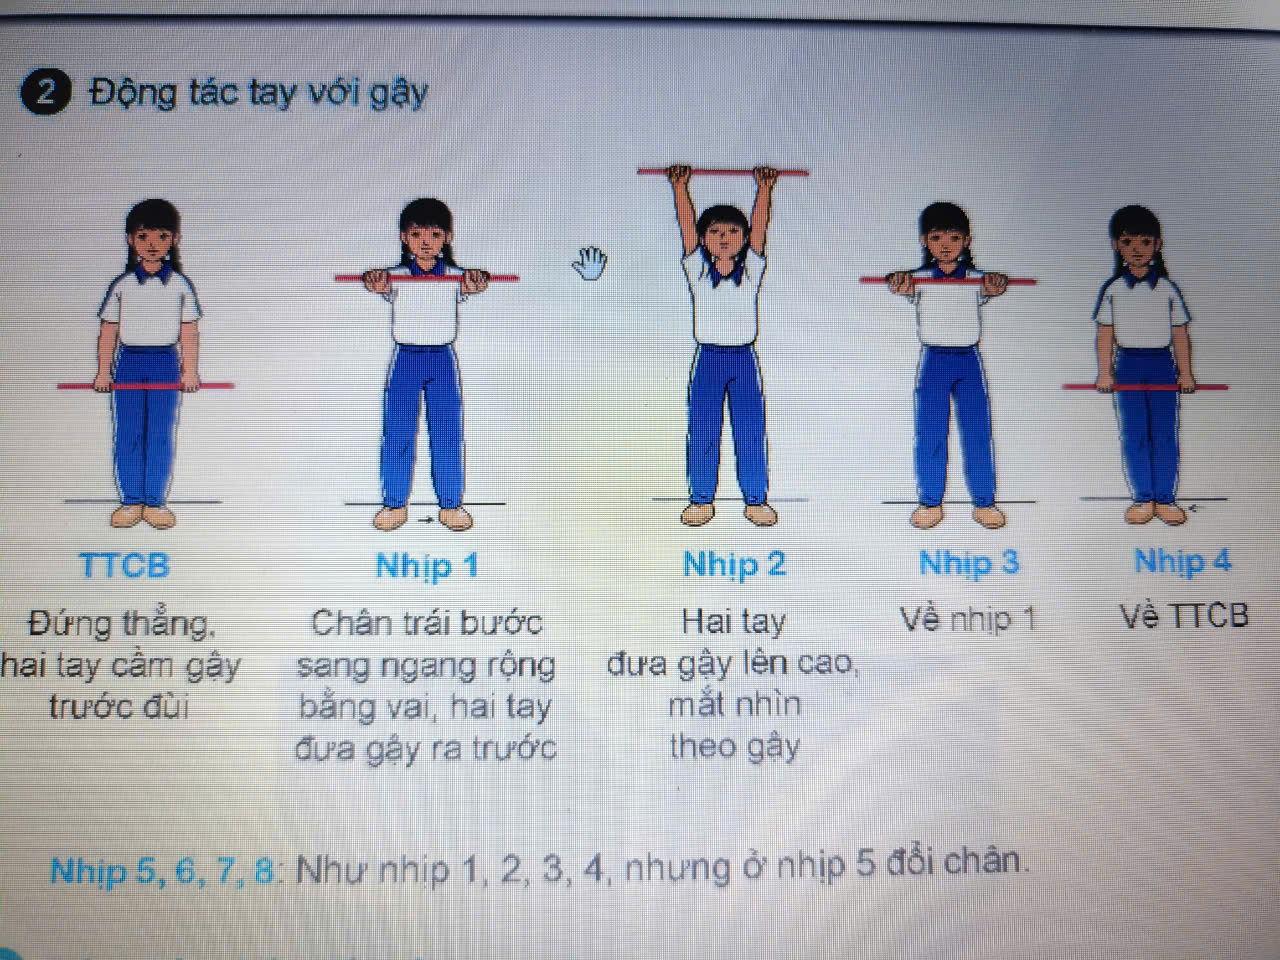 2 Động tác tay với gậy
TTCB
Đứng thẳng,
hai tay cầm gậy
trước đùi
Nhịp 1
Chân trái bước
sang ngang rộng
bằng vai, hai tay
đưa gậy ra trước
Nhịp 2
Hai tay
đưa gậy lên cao,
mắt nhìn
theo gậy
Nhịp 3
Về nhịp 1
Nhịp 4
Về TTCB
Nhịp 5, 6, 7, 8: Như nhịp 1, 2, 3, 4, nhưng ở nhịp 5 đổi chân.